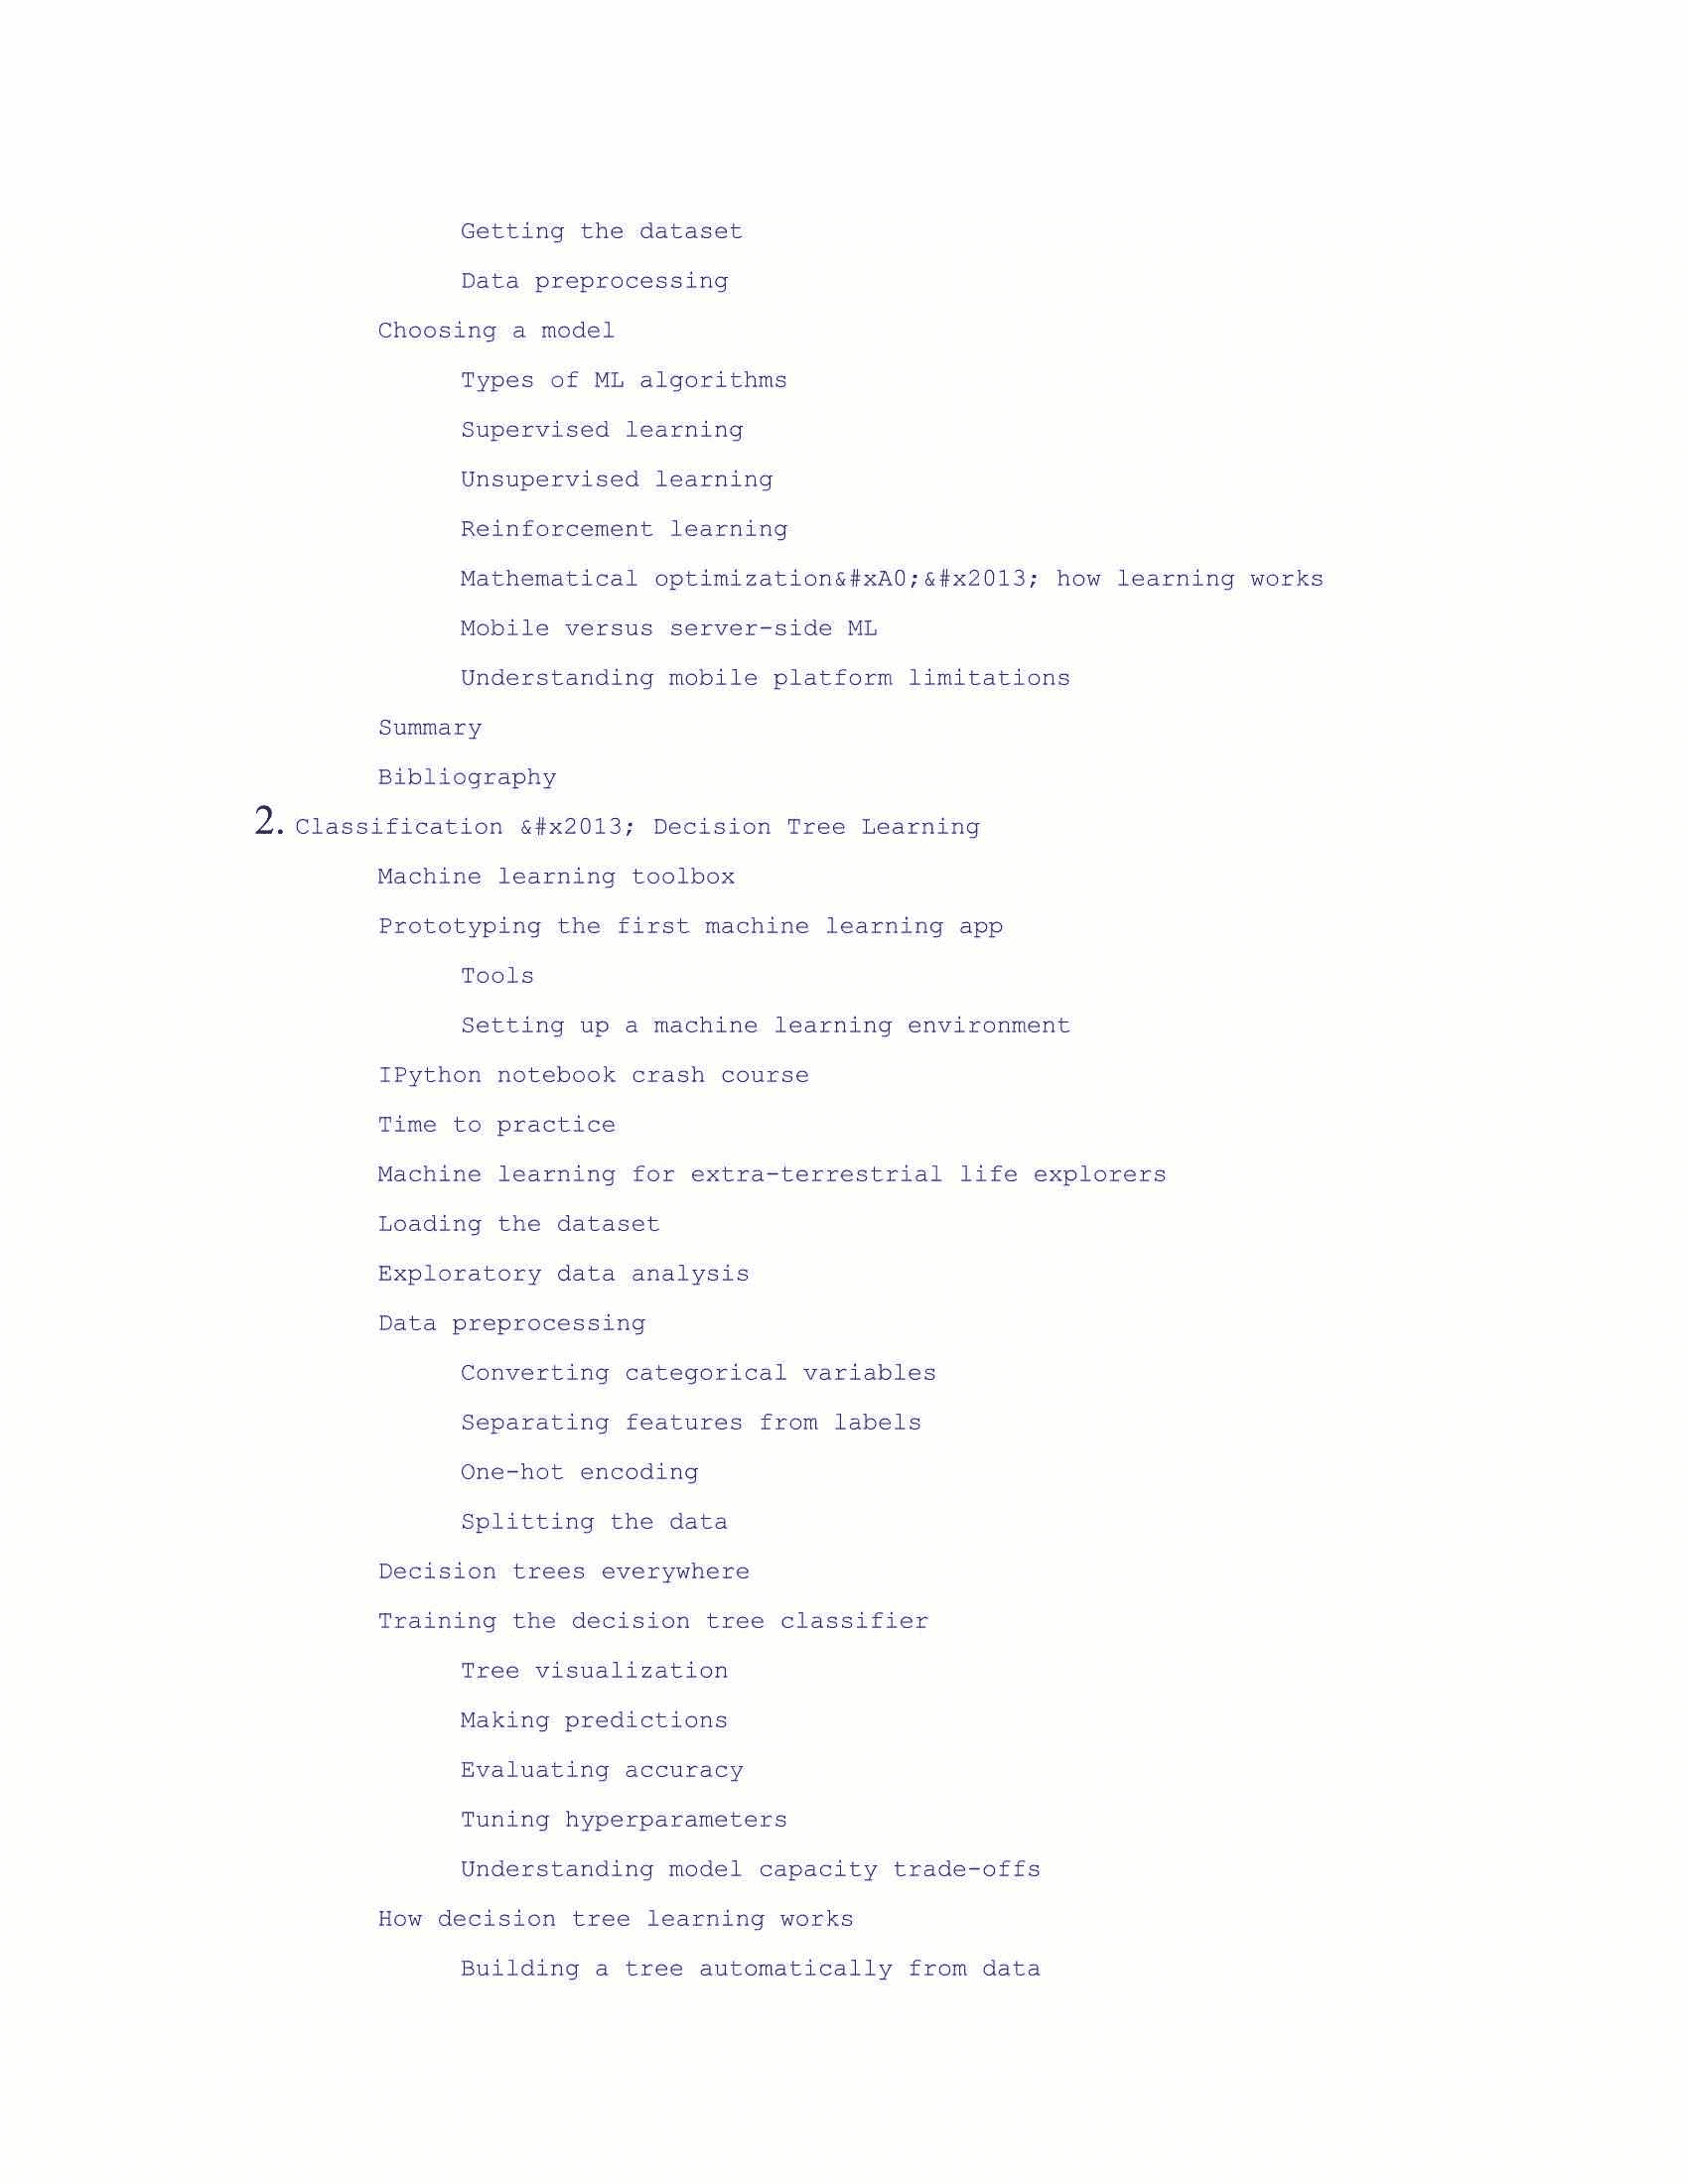 Getting the dataset
Data preprocessing
Choosing a model
Types of ML algorithms
Supervised learning
Unsupervised learning
Reinforcement learning
Mathematical optimization&#xA0;&#x2013; how learning works
Mobile versus server-side ML
Understanding mobile platform limitations
Summary
Bibliography
2. Classification &#x2013; Decision Tree Learning
Machine learning toolbox
Prototyping the first machine learning app
Tools
Setting up a machine learning environment
IPython notebook crash course
Time to practice
Machine learning for extra-terrestrial life explorers
Loading the dataset
Exploratory data analysis
Data preprocessing
Converting categorical variables
Separating features from labels
One-hot encoding
Splitting the data
Decision trees everywhere
Training the decision tree classifier
Tree visualization
Making predictions
Evaluating accuracy
Tuning hyperparameters
Understanding model capacity trade-offs
How decision tree learning works
Building a tree automatically from data